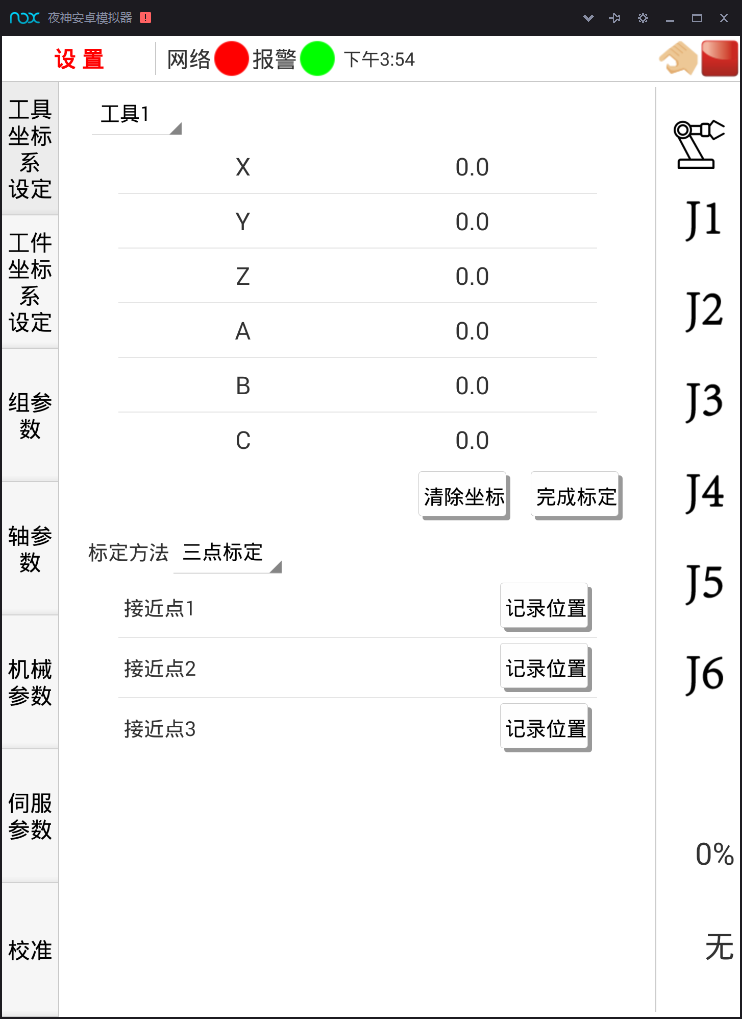 nox 夜神安卓模拟器
设置 网络 报警 下午3:54
工具
坐标
系
设定
工件
坐标
系
设定
组参
数
轴参
数
机械
参数
伺服
参数
校准
工具1
X 0.0
Y 0.0
Z 0.0
A 0.0
B 0.0
C 0.0
清除坐标 完成标定
标定方法 三点标定
接近点1 记录位置
接近点2 记录位置
接近点3 记录位置
J1
J2
J3
J4
J5
J6
0%
无